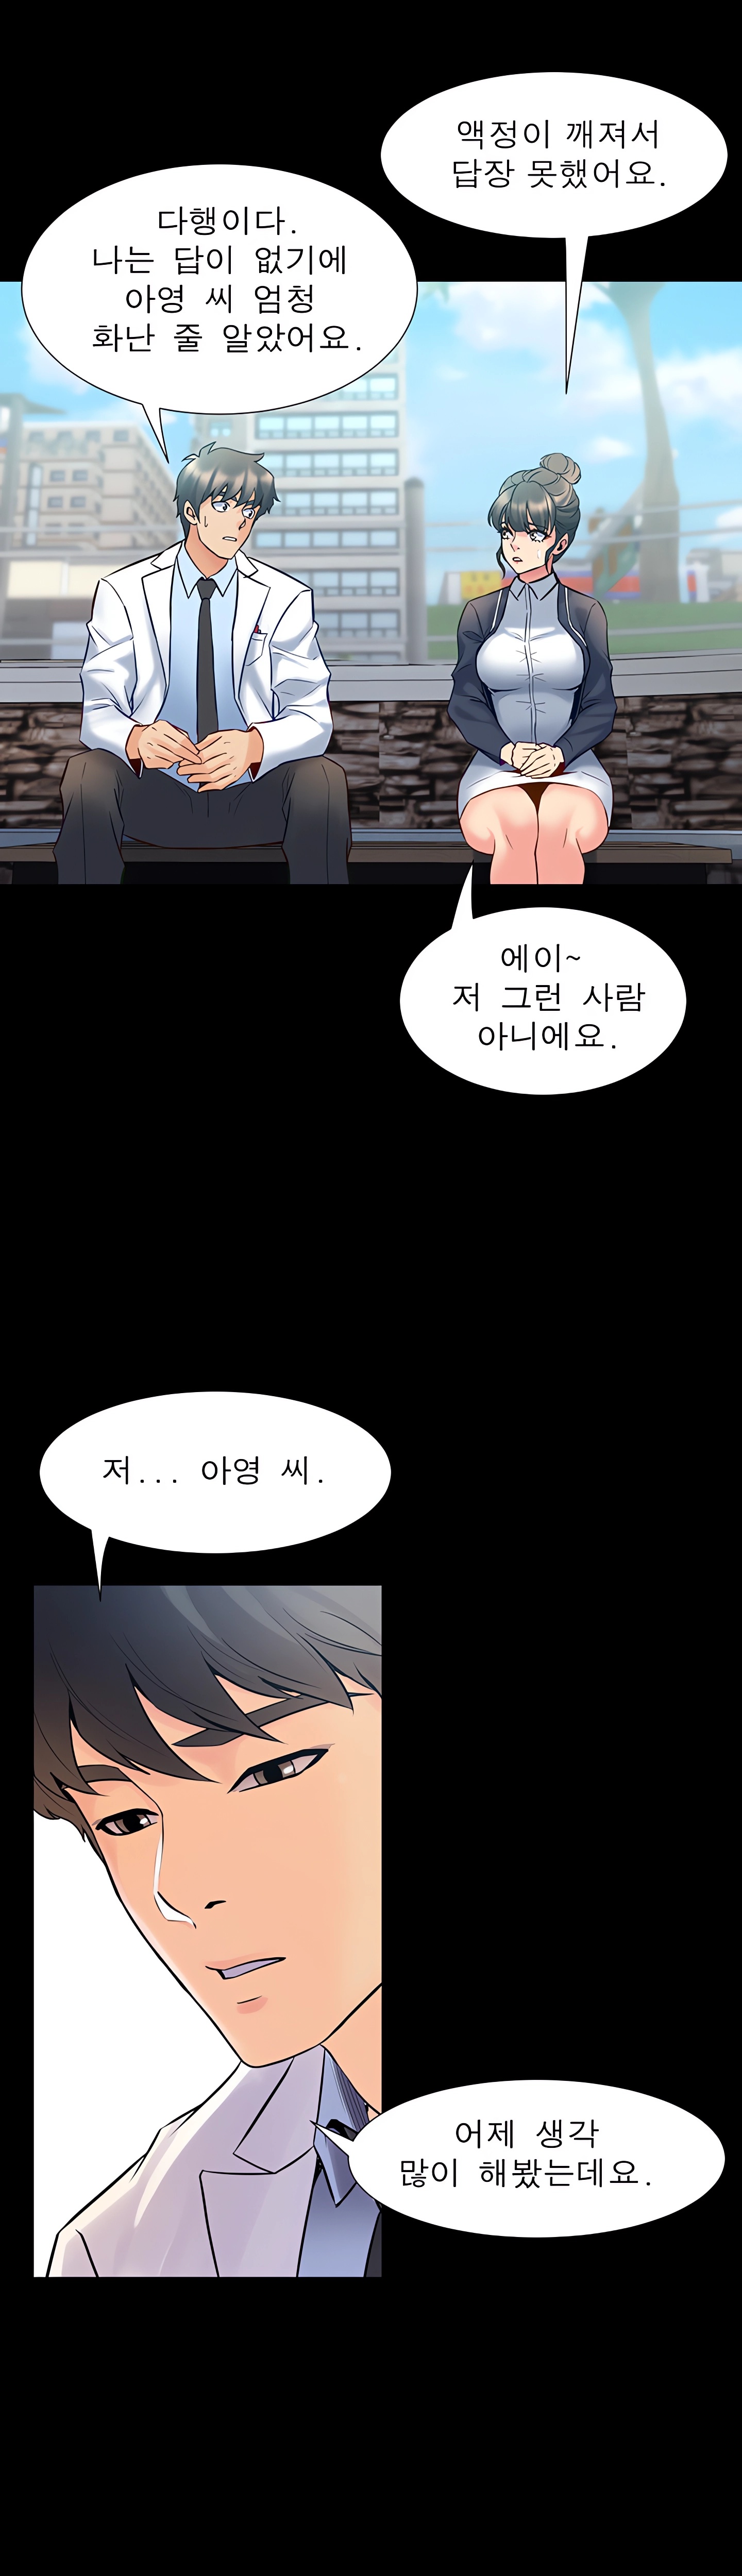 액정이 깨져서
답장 못했어요.
다행이다.
나는 답이 없기에
아영 씨 엄청
화난 줄 알았어요.
에이~
저 그런 사람
아니에요.
저... 아영 씨.
어제 생각
많이 해봤는데요.